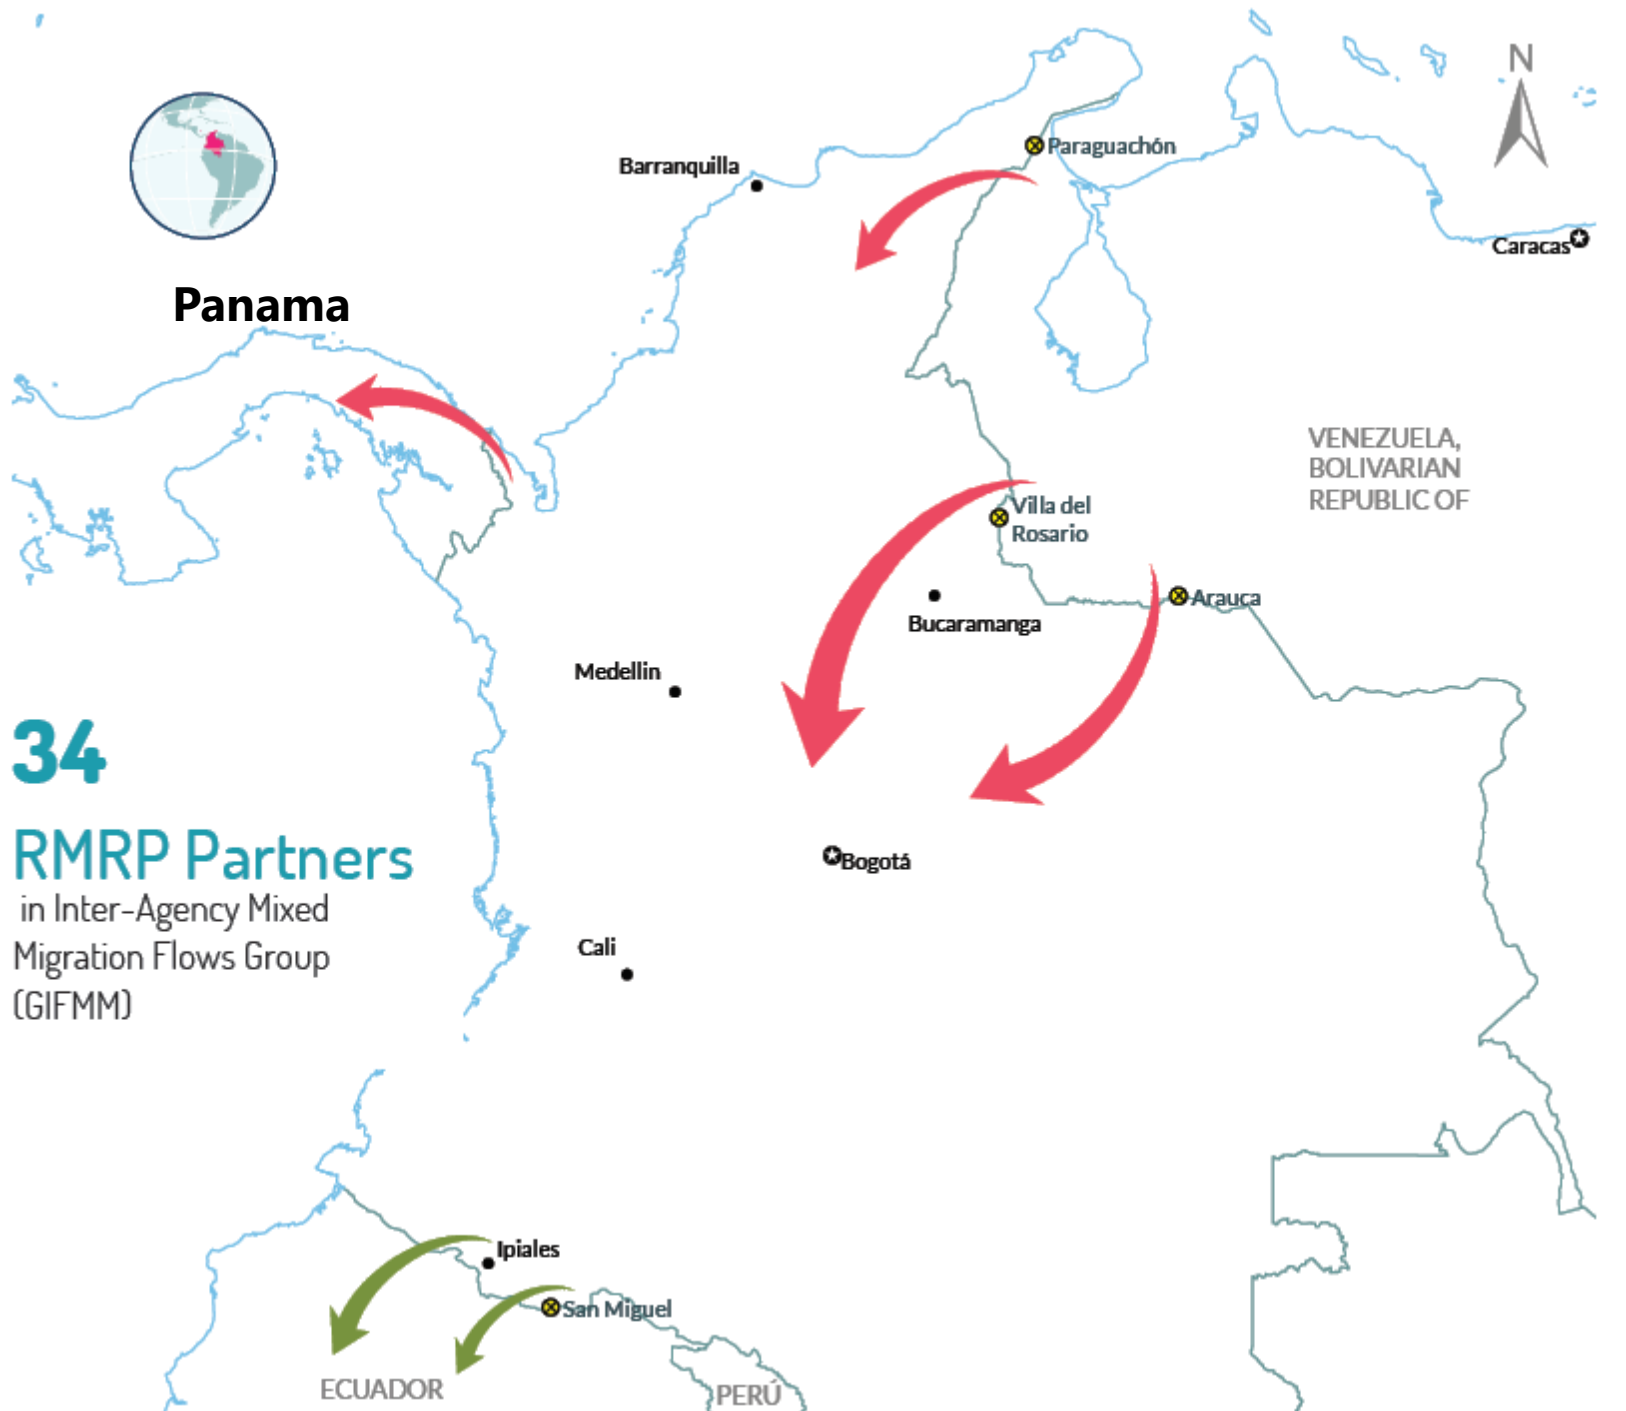 N
Paraguachón
Barranquilla
Caracas
Panama
VENEZUELA,
BOLIVARIAN
REPUBLIC OF
Villa del
Rosario
Arauca
Bucaramanga
Medellin
34
RMRP Partners
in Inter-Agency Mixed
Migration Flows Group
(GIFMM)
Bogotá
Cali
Ipiales
San Miguel
ECUADOR
PERÚ